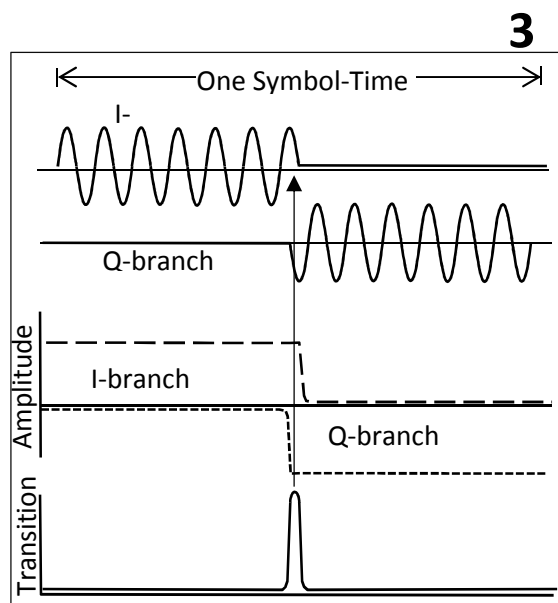 3
One Symbol-Time
I-
Q-branch
Amplitude
I-branch
Q-branch
Transition